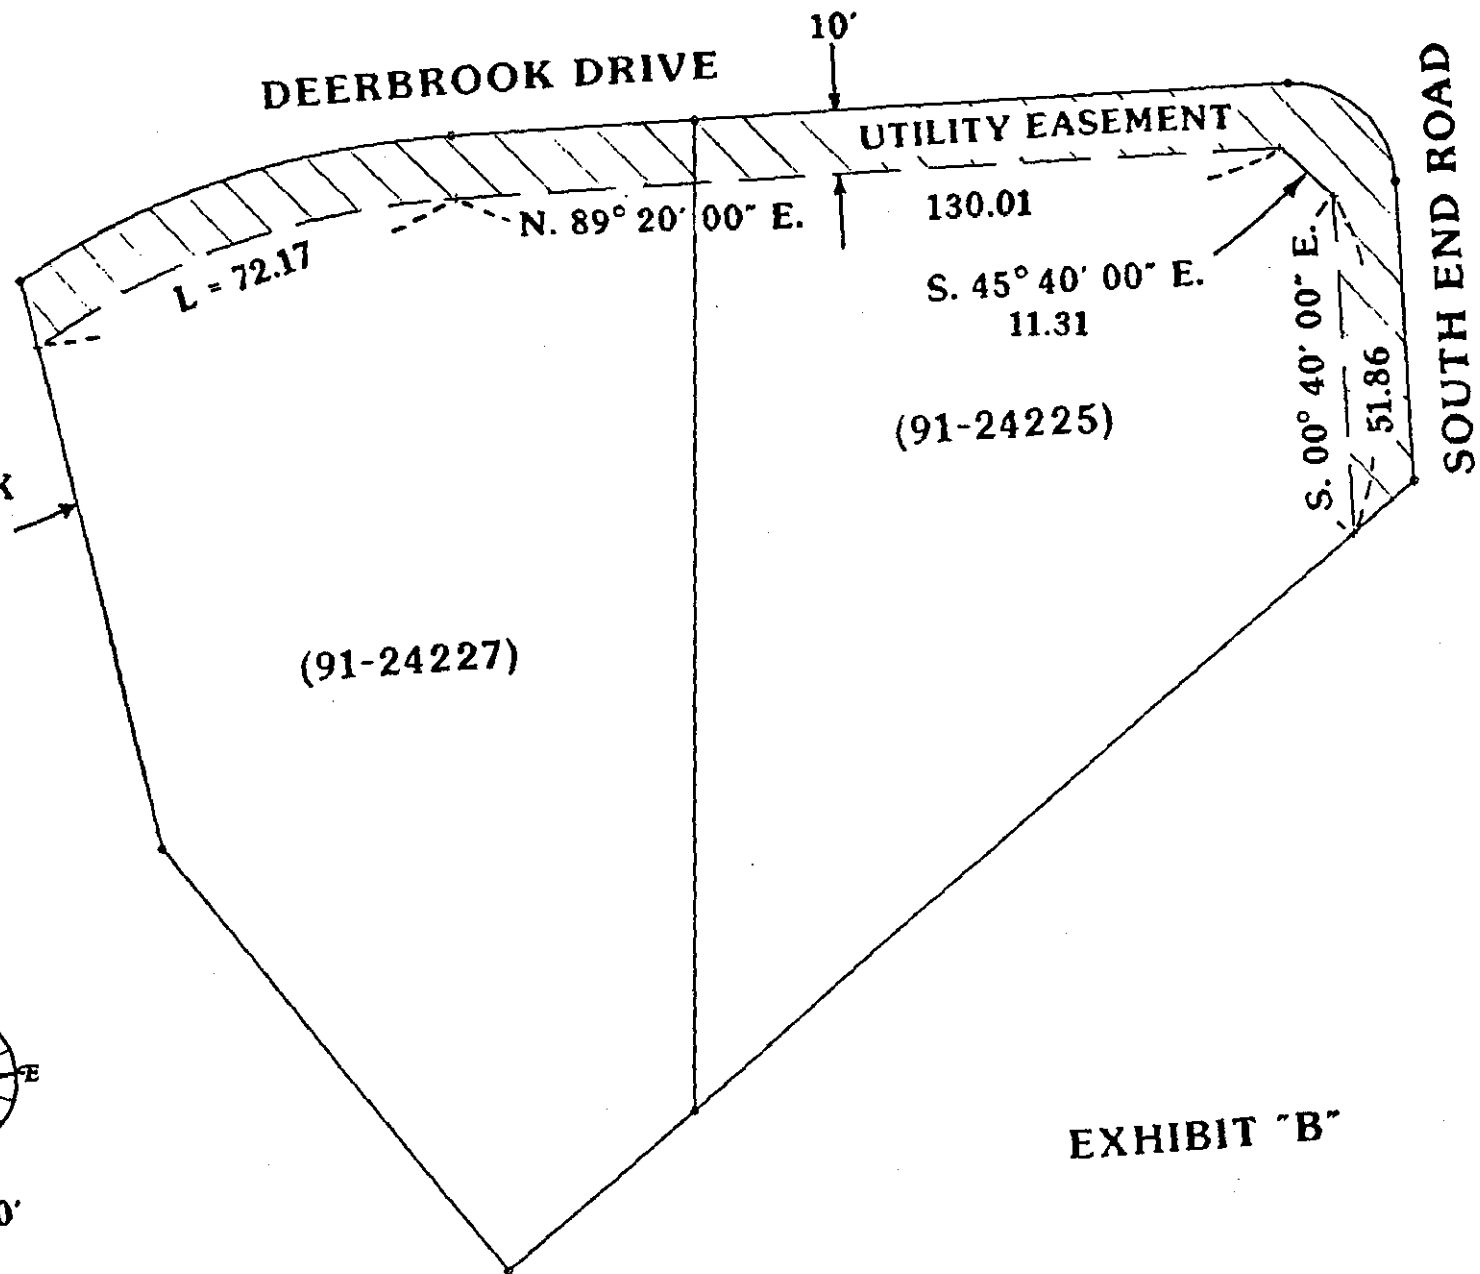 10'
DEERBROOK DRIVE
UTILITY EASEMENT
N. 89° 20' 00" E.
130.01
L = 72.17
S. 45° 40' 00" E.
11.31
S. 00° 40' 00" E.
51.86
SOUTH END ROAD
(91-24225)
(91-24227)
E
EXHIBIT "B"
0'